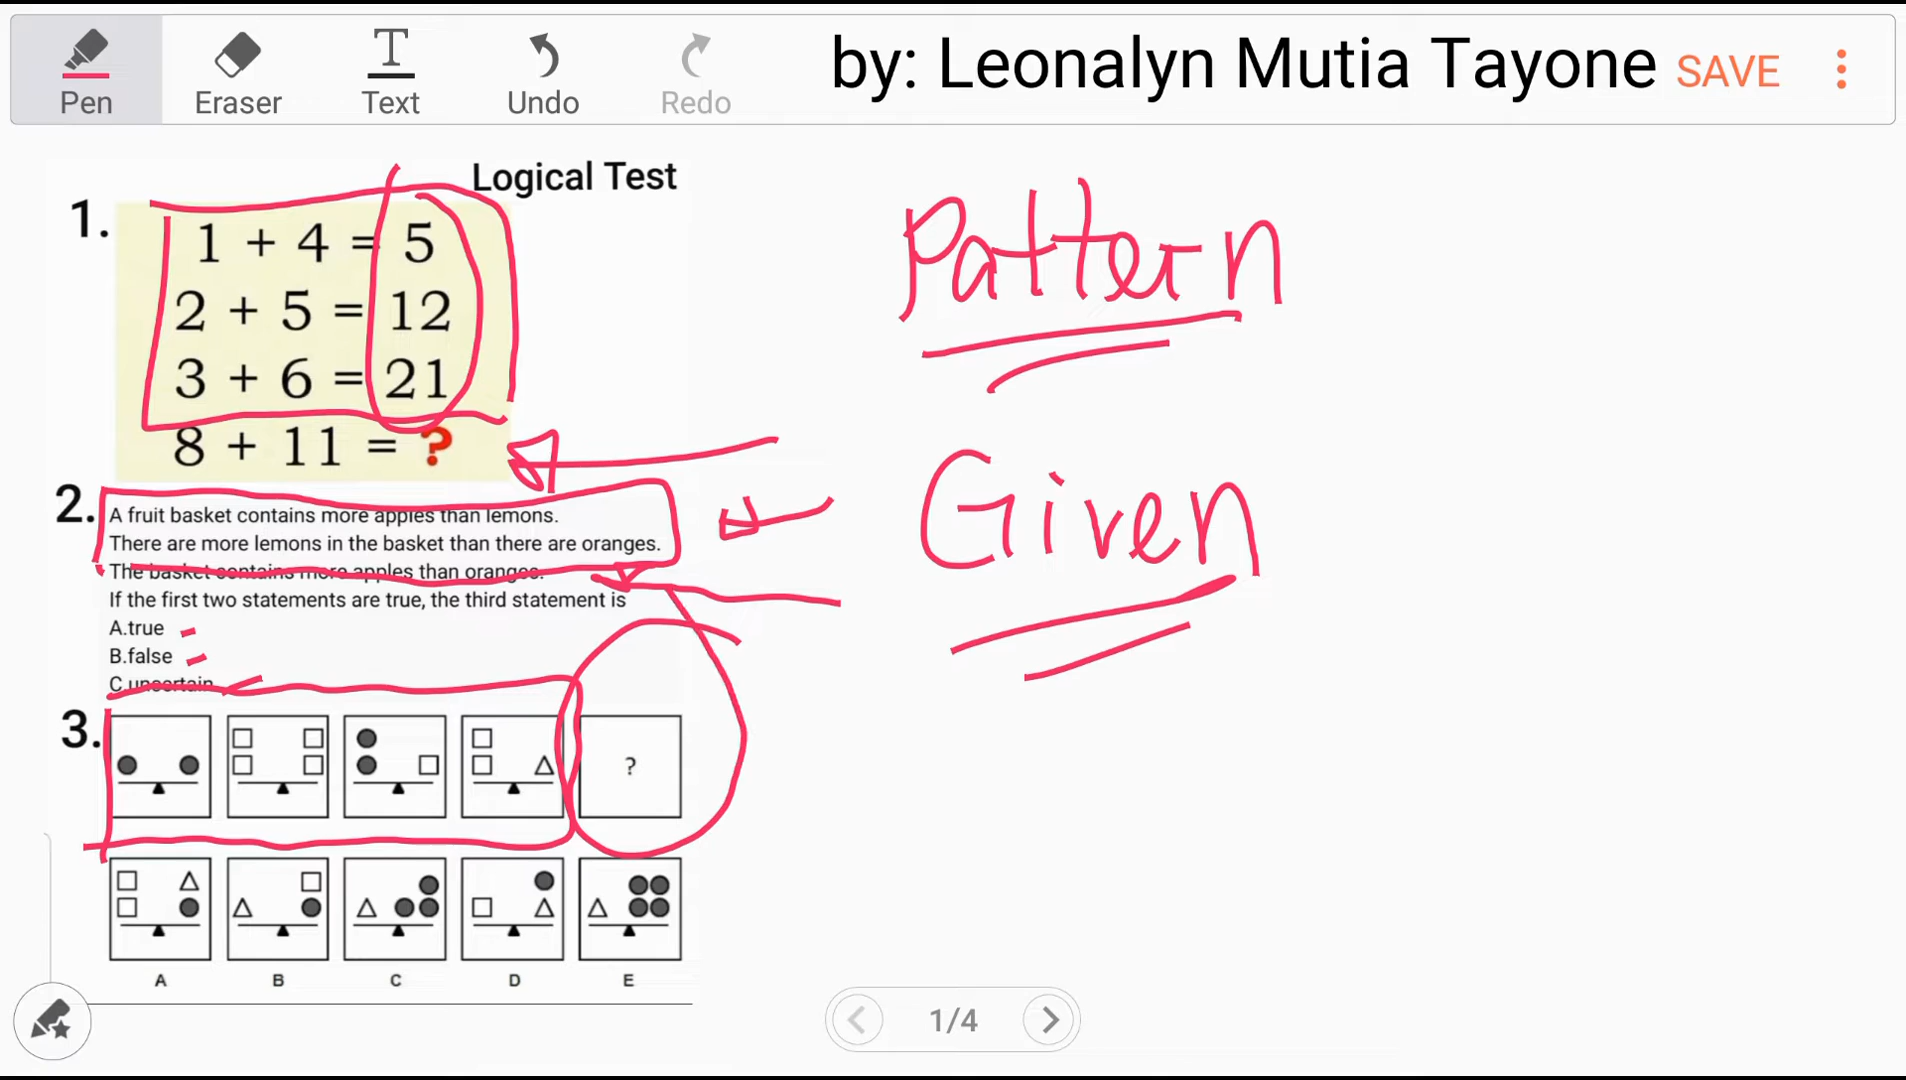 Pen
Eraser
T
Text
Undo
Redo
by: Leonalyn Mutia Tayone
SAVE
Logical Test
1.
1 + 4 = 5
2 + 5 = 12
3 + 6 = 21
8 + 11 = ?
2.
A fruit basket contains more apples than lemons.
There are more lemons in the basket than there are oranges.
The basket contains more apples than oranges.
If the first two statements are true, the third statement is
A.true
B.false
C.uncertain
3.
?
A B C D E
Pattern
Given
1/4